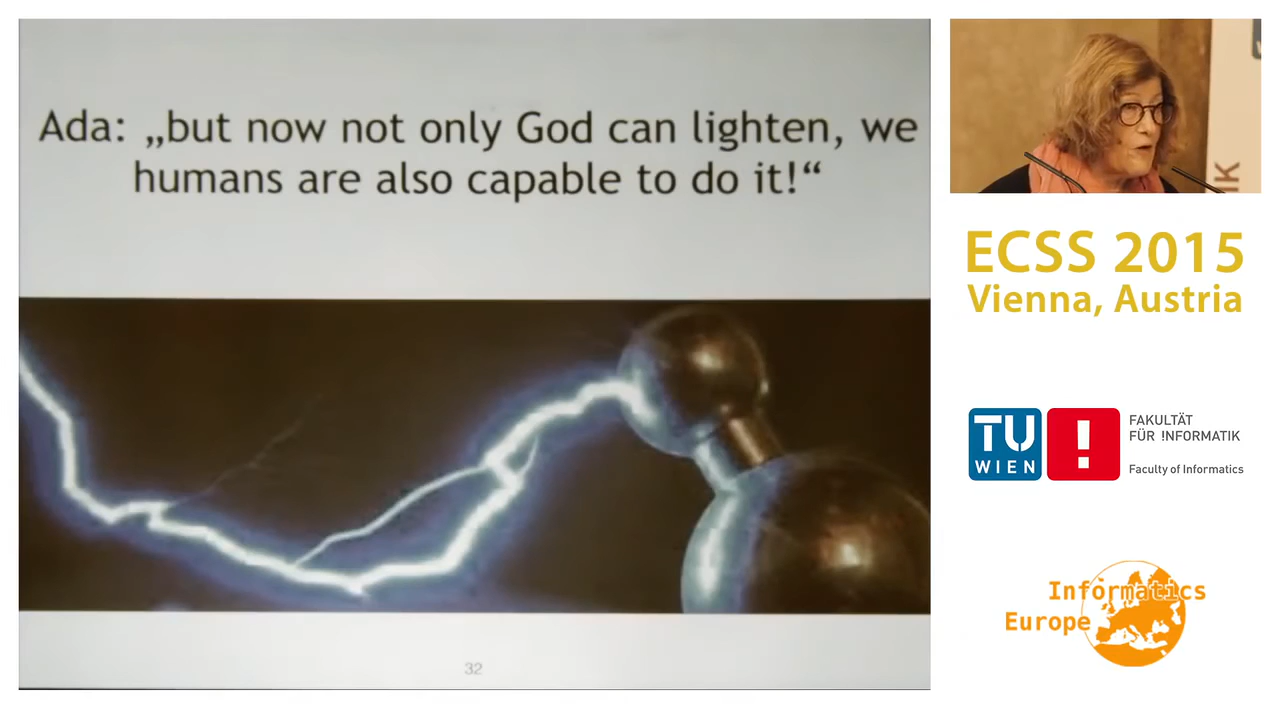 Ada: „but now not only God can lighten, we
humans are also capable to do it!“
32
IK
ECSS 2015
Vienna, Austria
TU
WIEN
!
FAKULTÄT
FÜR !NFORMATIK
Faculty of Informatics
Informatics
Europe